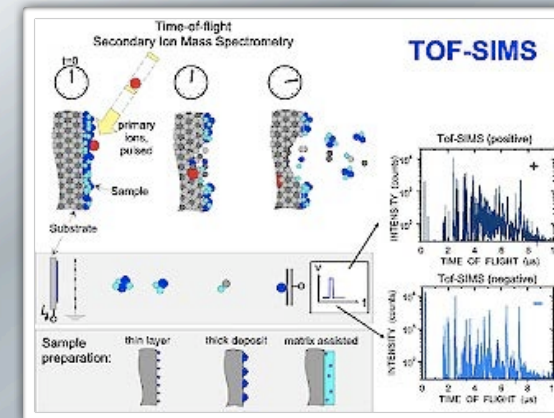 Time-of-flight
Secondary Ion Mass Spectrometry
TOF-SIMS
t=0
primary
ions,
pulsed
Sample
Substrate
V
t
Sample
preparation:
thin layer
thick deposit
matrix assisted
Tof-SIMS (positive)
+
INTENSITY (counts)
0 2 4 6 8
TIME OF FLIGHT (µs)
Tof-SIMS (negative)
−
INTENSITY (counts)
0 2 4 6 8
TIME OF FLIGHT (µs)